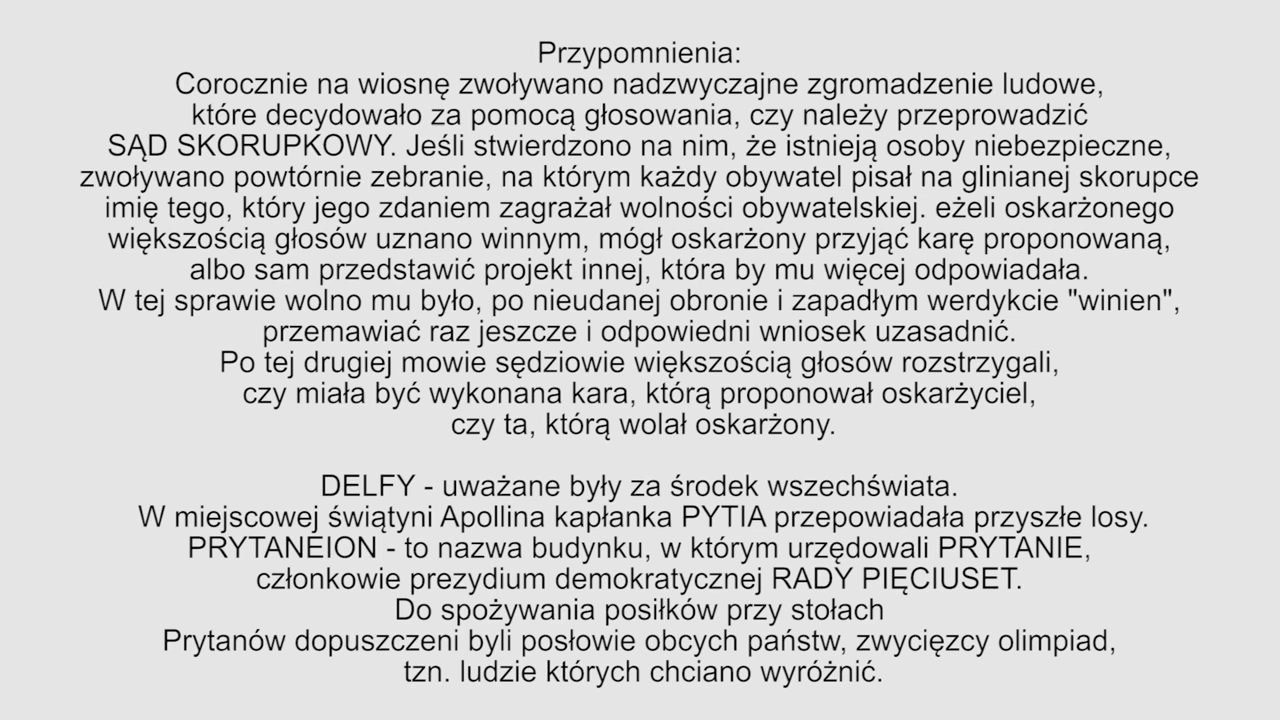 Przypomnienia:
Corocznie na wiosnę zwoływano nadzwyczajne zgromadzenie ludowe,
które decydowało za pomocą głosowania, czy należy przeprowadzić
SĄD SKORUPKOWY. Jeśli stwierdzono na nim, że istnieją osoby niebezpieczne,
zwoływano powtórnie zebranie, na którym każdy obywatel pisał na glinianej skorupce
imię tego, który jego zdaniem zagrażał wolności obywatelskiej. eżeli oskarżonego
większością głosów uznano winnym, mógł oskarżony przyjąć karę proponowaną,
albo sam przedstawić projekt innej, która by mu więcej odpowiadała.
W tej sprawie wolno mu było, po nieudanej obronie i zapadłym werdykcie "winien",
przemawiać raz jeszcze i odpowiedni wniosek uzasadnić.
Po tej drugiej mowie sędziowie większością głosów rozstrzygali,
czy miała być wykonana kara, którą proponował oskarżyciel,
czy ta, którą wolał oskarżony.
DELFY - uważane były za środek wszechświata.
W miejscowej świątyni Apollina kapłanka PYTIA przepowiadała przyszłe losy.
PRYTANEION - to nazwa budynku, w którym urzędowali PRYTANIE,
członkowie prezydium demokratycznej RADY PIĘCIUSET.
Do spożywania posiłków przy stołach
Prytanów dopuszczeni byli posłowie obcych państw, zwycięzcy olimpiad,
tzn. ludzie których chciano wyróżnić.